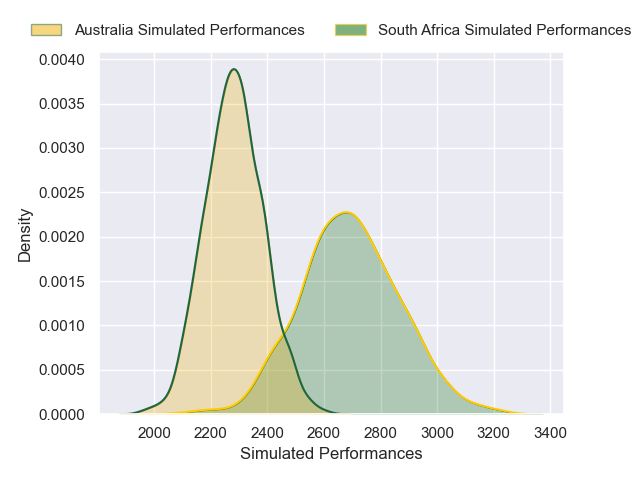 Australia Simulated Performances
South Africa Simulated Performances
0.0040
0.0035
0.0030
0.0025
0.0020
0.0015
0.0010
0.0005
0.0000
Density
2000 2200 2400 2600 2800 3000 3200 3400
Simulated Performances